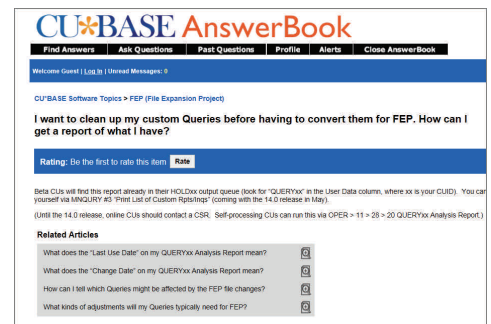 CU*BASE AnswerBook
Find Answers Ask Questions Past Questions Profile Alerts Close AnswerBook
Welcome Guest | Log In | Unread Messages: 0
CU*BASE Software Topics > FEP (File Expansion Project)
I want to clean up my custom Queries before having to convert them for FEP. How can I
get a report of what I have?
Rating: Be the first to rate this item Rate
Beta CUs will find this report already in their HOLDxx output queue (look for "QUERYxx" in the User Data column, where xx is your CUID). You can
yourself via MNQURY #3 "Print List of Custom Rpts/Inqs" (coming with the 14.0 release in May).
(Until the 14.0 release, online CUs should contact a CSR. Self-processing CUs can run this via OPER > 11 > 28 > 20 QUERYxx Analysis Report.)
Related Articles
What does the "Last Use Date" on my QUERYxx Analysis Report mean?
What does the "Change Date" on my QUERYxx Analysis Report mean?
How can I tell which Queries might be affected by the FEP file changes?
What kinds of adjustments will my Queries typically need for FEP?